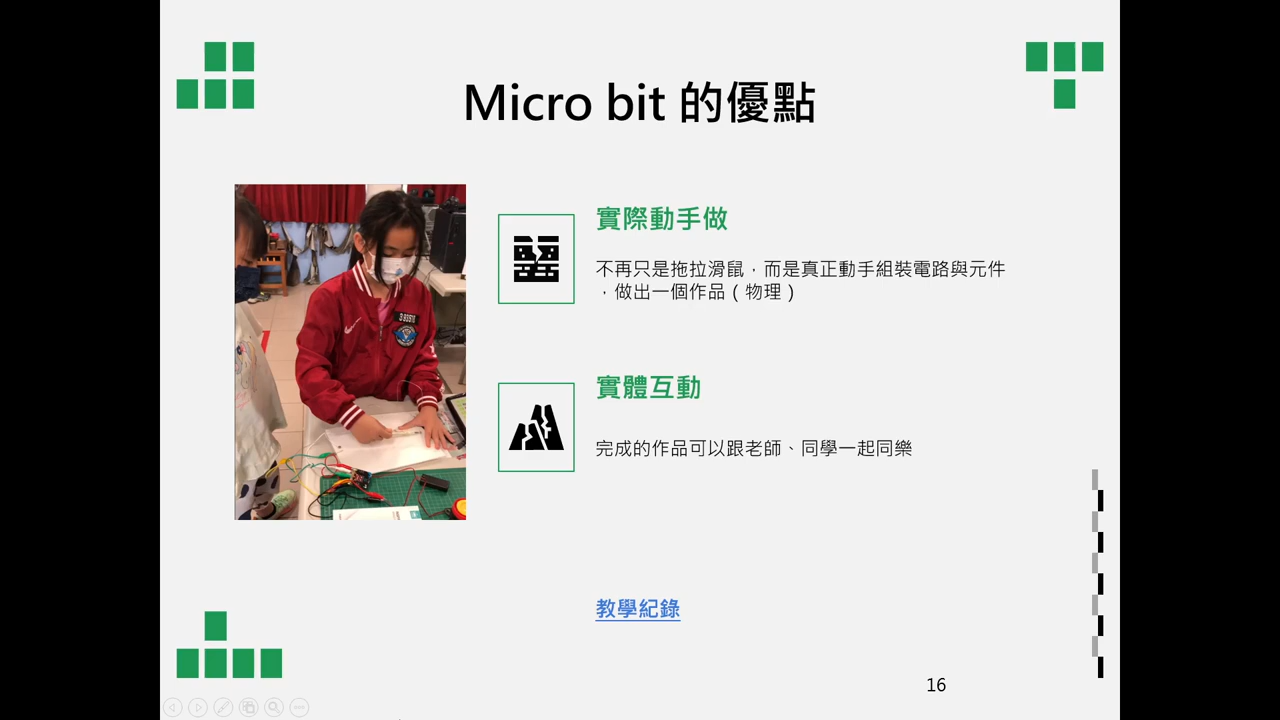 Micro bit 的優點
實際動手做
不再只是拖拉滑鼠，而是真正動手組裝電路與元件
，做出一個作品（物理）
實體互動
完成的作品可以跟老師、同學一起同樂
教學紀錄
16